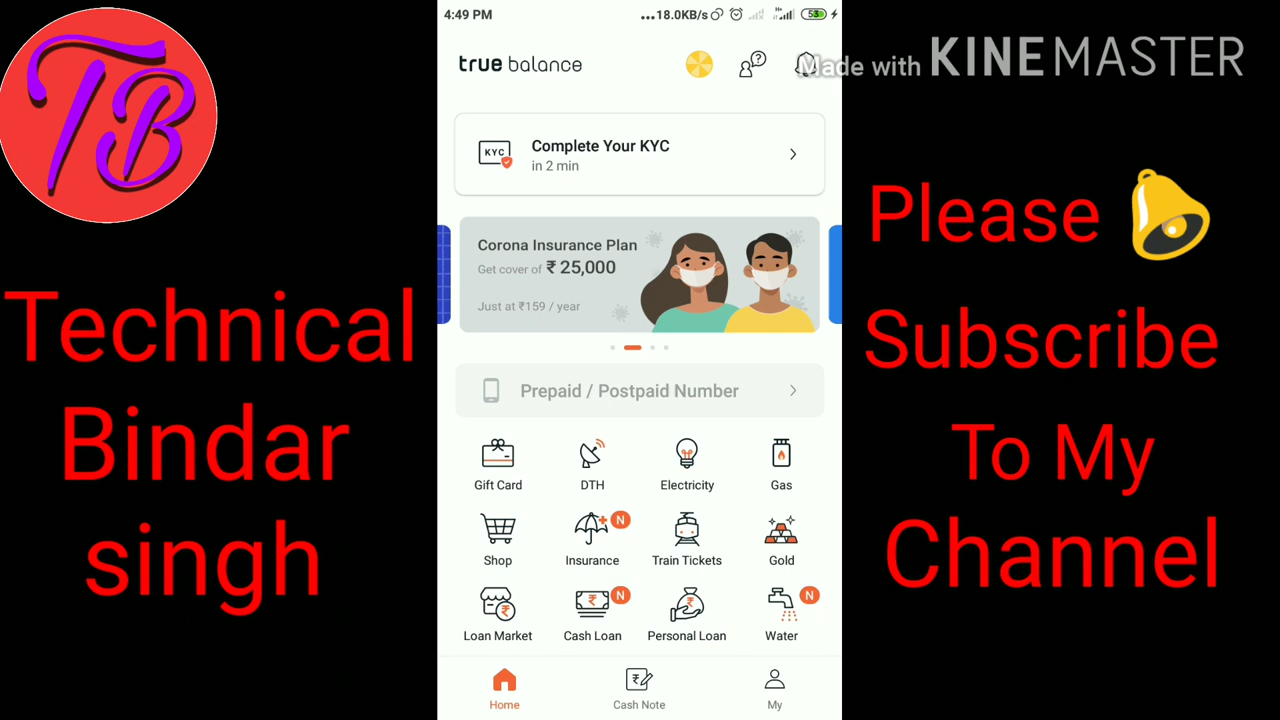 TB
Technical
Bindar
singh
4:49 PM
...18.0KB/s
H+
53
true balance
Made with KINEMASTER
KYC
Complete Your KYC
in 2 min
Corona Insurance Plan
Get cover of ₹ 25,000
Just at ₹159 / year
Prepaid / Postpaid Number
Gift Card
DTH
Electricity
Gas
N
Shop
Insurance
Train Tickets
Gold
N
N
Loan Market
Cash Loan
Personal Loan
Water
Home
Cash Note
My
Please
Subscribe
To My
Channel